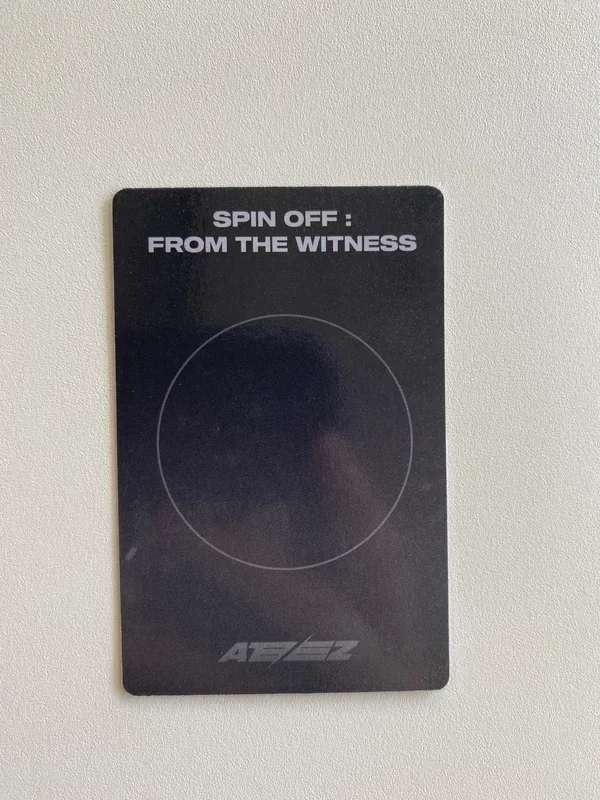 SPIN OFF :
FROM THE WITNESS
ATEEZ